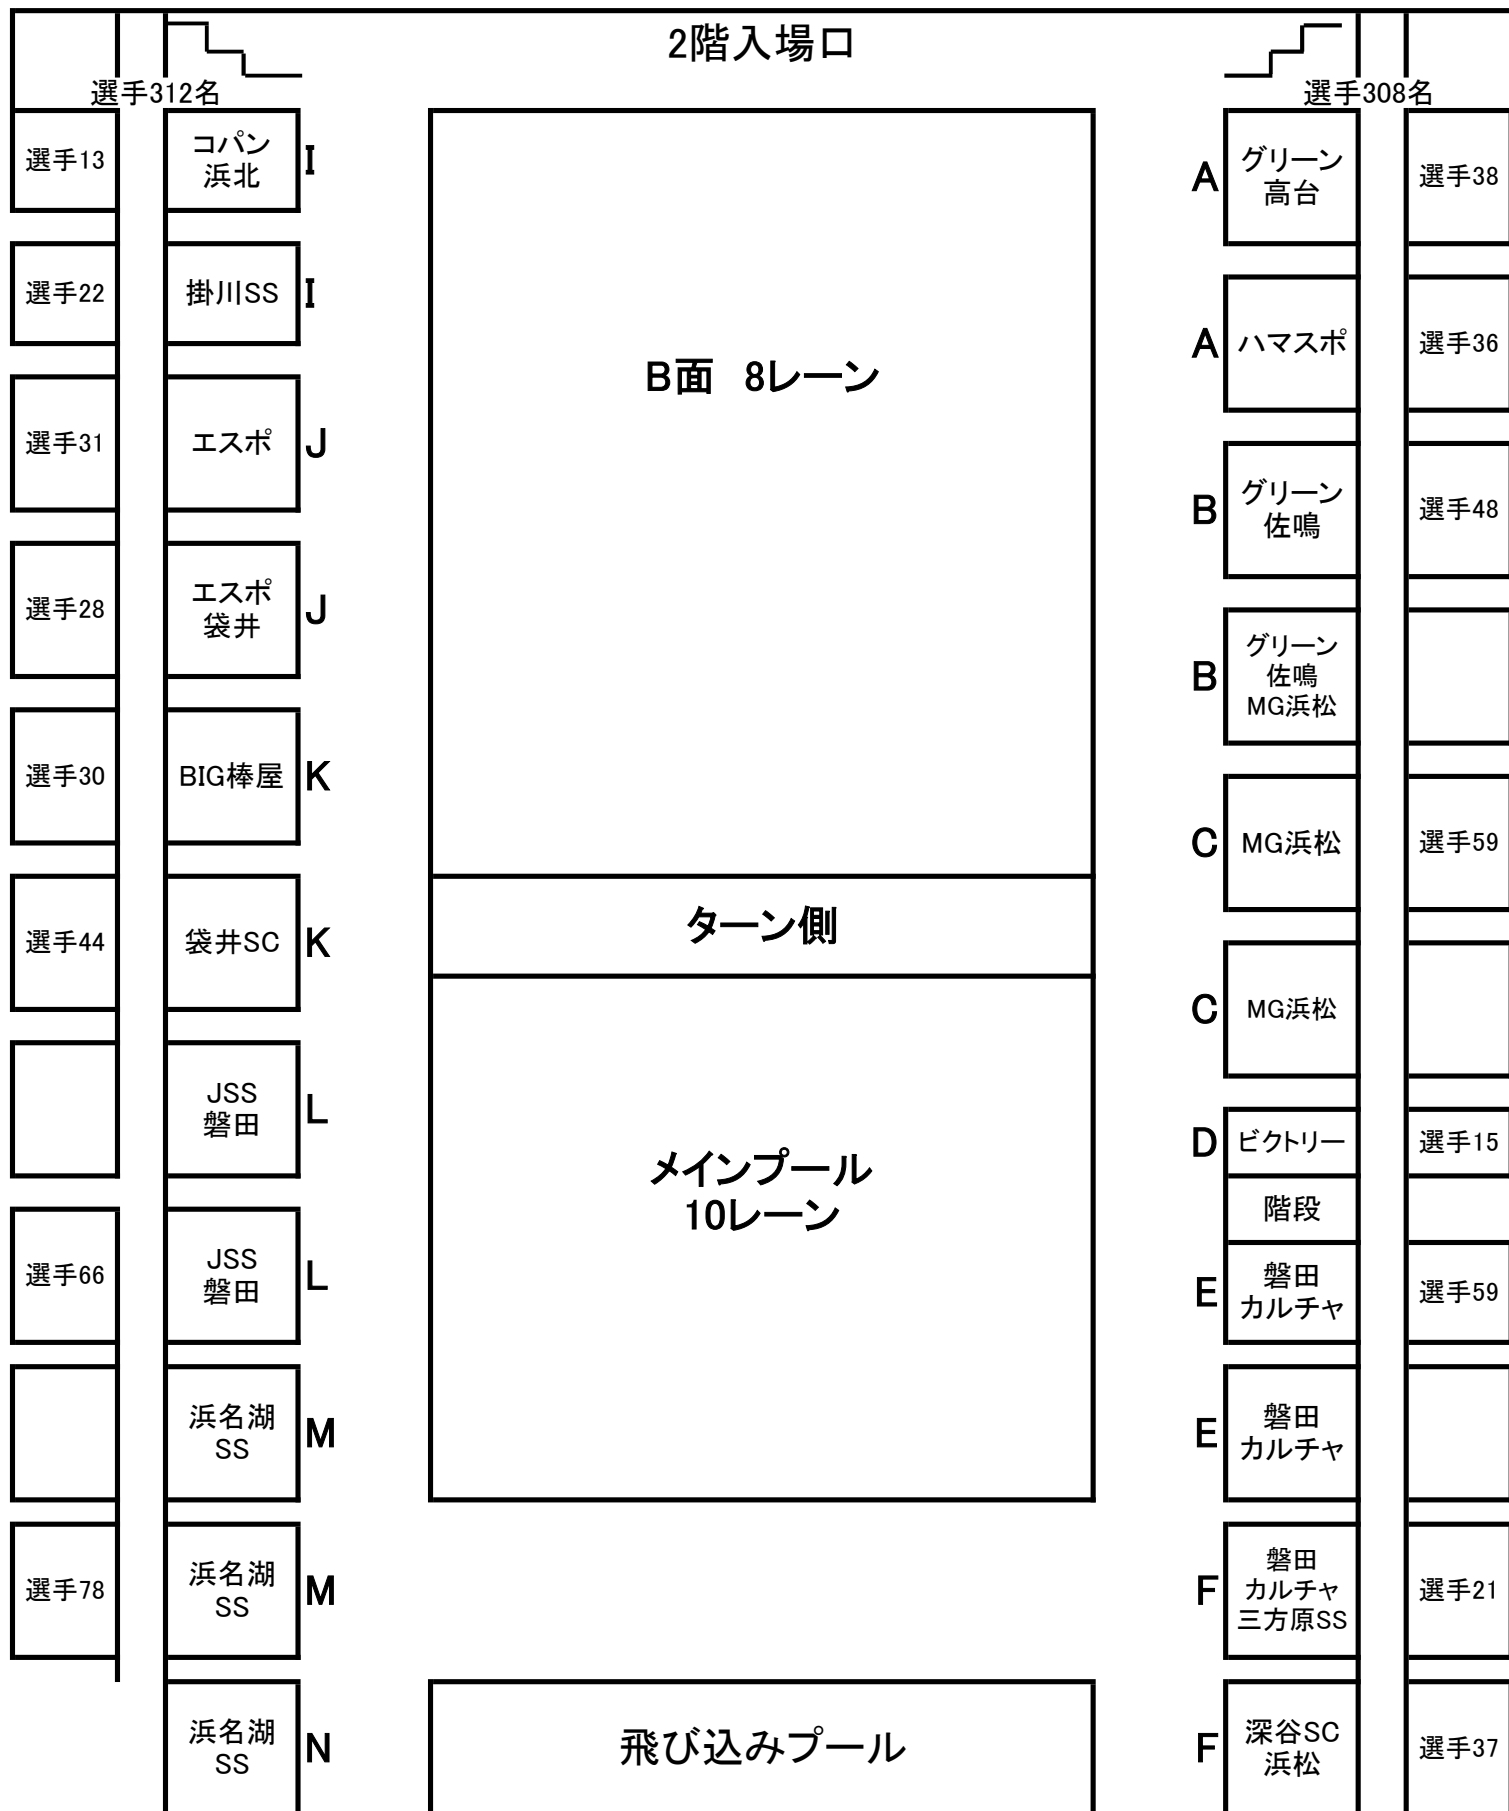 2階入場口
選手312名
選手308名
選手13
コパン
浜北
I
選手22
掛川SS
I
選手31
エスポ
J
選手28
エスポ
袋井
J
選手30
BIG棒屋
K
選手44
袋井SC
K
JSS
磐田
L
選手66
JSS
磐田
L
浜名湖
SS
M
選手78
浜名湖
SS
M
浜名湖
SS
N
B面 8レーン
ターン側
メインプール
10レーン
飛び込みプール
A
グリーン
高台
選手38
A
ハマスポ
選手36
B
グリーン
佐鳴
選手48
B
グリーン
佐鳴
MG浜松
C
MG浜松
選手59
C
MG浜松
D
ビクトリー
選手15
階段
E
磐田
カルチャ
選手59
E
磐田
カルチャ
F
磐田
カルチャ
三方原SS
選手21
F
深谷SC
浜松
選手37